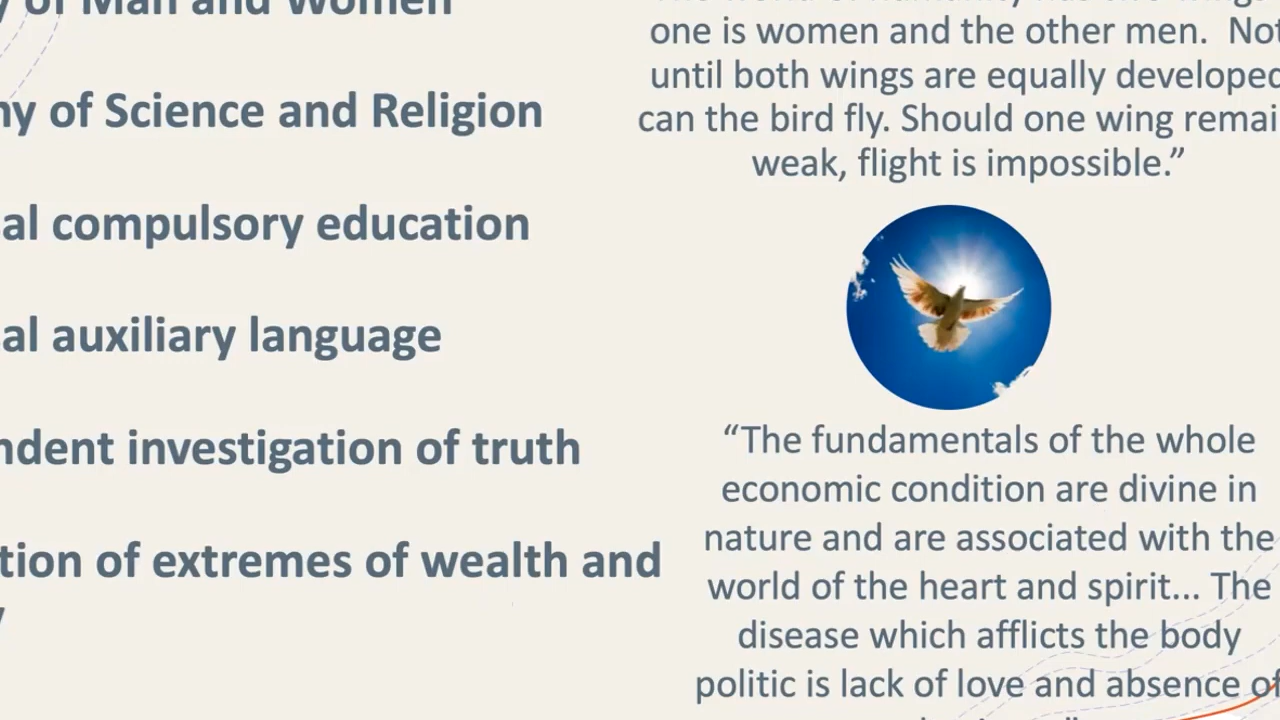 of Man and Women
ny of Science and Religion
al compulsory education
al auxiliary language
ndent investigation of truth
tion of extremes of wealth and
one is women and the other men. Not
until both wings are equally developed
can the bird fly. Should one wing remai
weak, flight is impossible.”
“The fundamentals of the whole
economic condition are divine in
nature and are associated with the
world of the heart and spirit... The
disease which afflicts the body
politic is lack of love and absence of